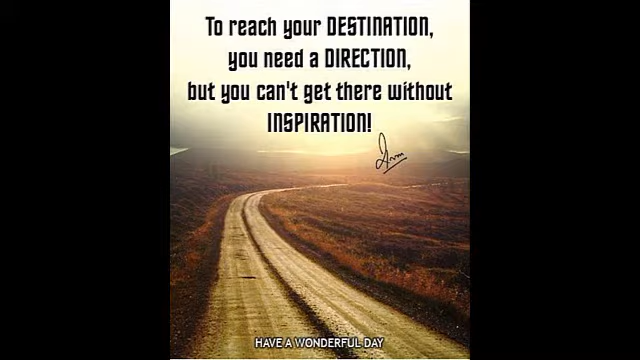 To reach your DESTINATION,
you need a DIRECTION,
but you can't get there without
INSPIRATION!
HAVE A WONDERFUL DAY